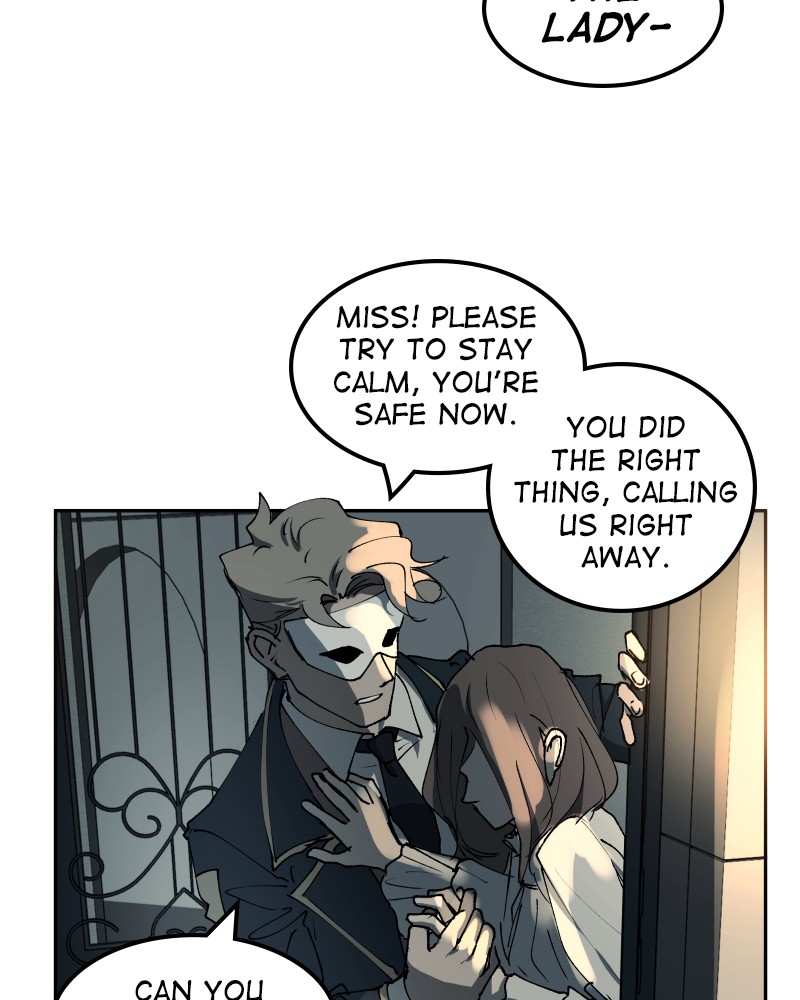 LADY-
MISS! PLEASE
TRY TO STAY
CALM, YOU'RE
SAFE NOW.
YOU DID
THE RIGHT
THING, CALLING
US RIGHT
AWAY.
CAN YOU